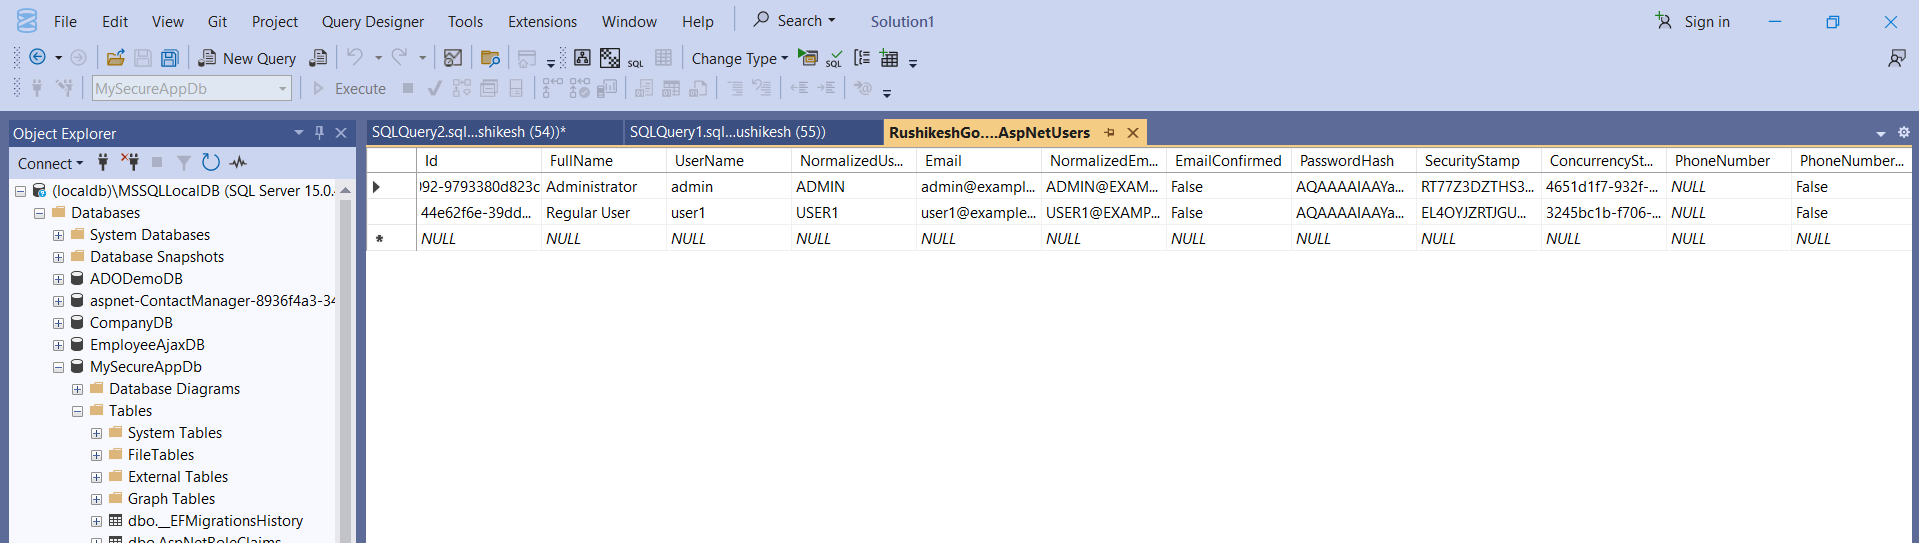 File Edit View Git Project Query Designer Tools Extensions Window Help Search Solution1 Sign in
New Query SQL Change Type SQL
MySecureAppDb Execute
Object Explorer
SQLQuery2.sql...shikesh (54))* SQLQuery1.sql...ushikesh (55)) RushikeshGo....AspNetUsers
Connect
(localdb)\MSSQLLocalDB (SQL Server 15.0.
Databases
System Databases
Database Snapshots
ADODemoDB
aspnet-ContactManager-8936f4a3-34
CompanyDB
EmployeeAjaxDB
MySecureAppDb
Database Diagrams
Tables
System Tables
FileTables
External Tables
Graph Tables
dbo.__EFMigrationsHistory
dbo.AspNetRoleClaims
Id FullName UserName NormalizedUs... Email NormalizedEm... EmailConfirmed PasswordHash SecurityStamp ConcurrencySt... PhoneNumber PhoneNumber...
092-9793380d823c Administrator admin ADMIN admin@exampl... ADMIN@EXAM... False AQAAAAIAAYa... RT77Z3DZTHS3... 4651d1f7-932f-... NULL False
44e62f6e-39dd... Regular User user1 USER1 user1@example... USER1@EXAMP... False AQAAAAIAAYa... EL4OYJZRTJGU... 3245bc1b-f706-... NULL False
NULL NULL NULL NULL NULL NULL NULL NULL NULL NULL NULL NULL